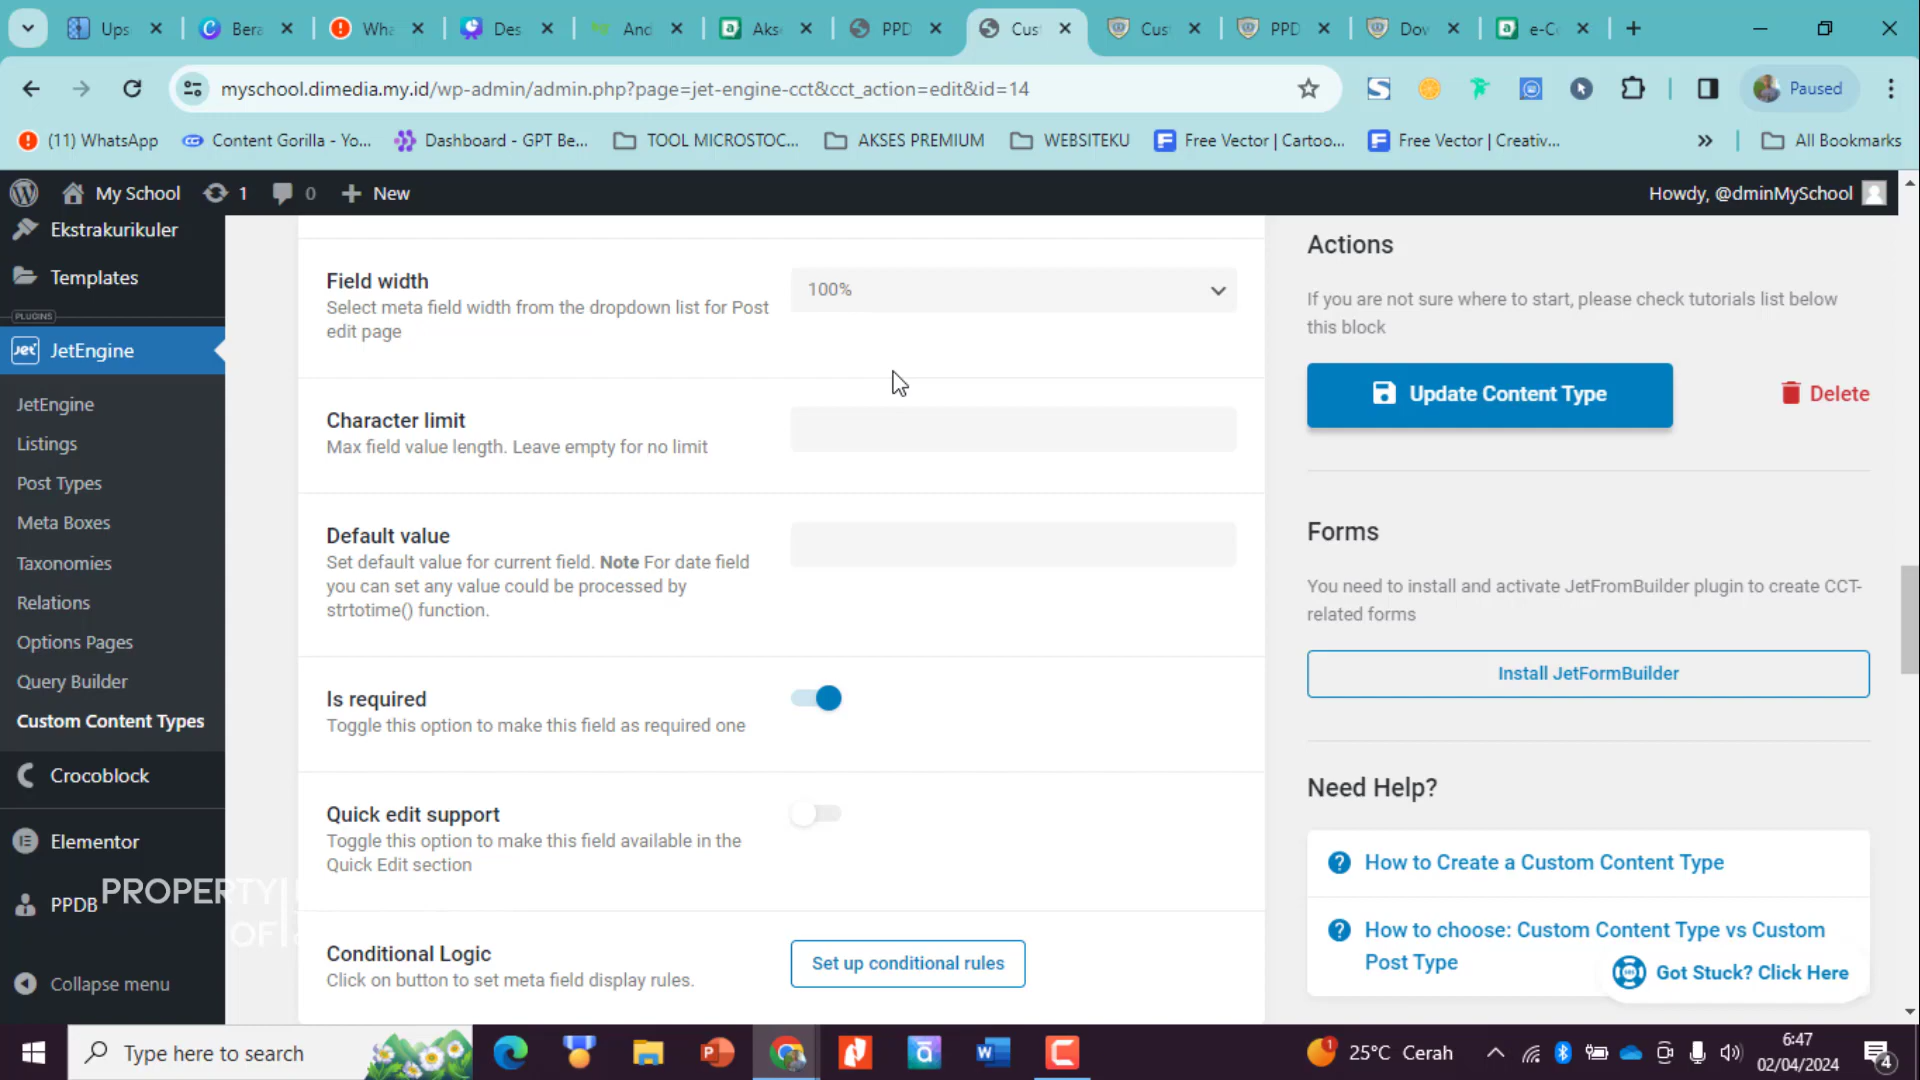 Ups
Bera
Wha
Des
And
Aks
PPD
Cus
Cus
PPD
Dov
e-Co
myschool.dimedia.my.id/wp-admin/admin.php?page=jet-engine-cct&cct_action=edit&id=14
Paused
(11) WhatsApp
Content Gorilla - Yo...
Dashboard - GPT Be...
TOOL MICROSTOC...
AKSES PREMIUM
WEBSITEKU
Free Vector | Cartoo...
Free Vector | Creativ...
All Bookmarks
My School
1
0
New
Howdy, @dminMySchool
Ekstrakurikuler
Templates
PLUGINS
JetEngine
JetEngine
Listings
Post Types
Meta Boxes
Taxonomies
Relations
Options Pages
Query Builder
Custom Content Types
Crocoblock
Elementor
PPDB
Collapse menu
PROPERTY
OF
Field width
Select meta field width from the dropdown list for Post
edit page
100%
Character limit
Max field value length. Leave empty for no limit
Default value
Set default value for current field. Note For date field
you can set any value could be processed by
strtotime() function.
Is required
Toggle this option to make this field as required one
Quick edit support
Toggle this option to make this field available in the
Quick Edit section
Conditional Logic
Click on button to set meta field display rules.
Set up conditional rules
Actions
If you are not sure where to start, please check tutorials list below
this block
Update Content Type
Delete
Forms
You need to install and activate JetFromBuilder plugin to create CCT-
related forms
Install JetFormBuilder
Need Help?
How to Create a Custom Content Type
How to choose: Custom Content Type vs Custom
Post Type
Got Stuck? Click Here
Type here to search
25°C Cerah
6:47
02/04/2024
4